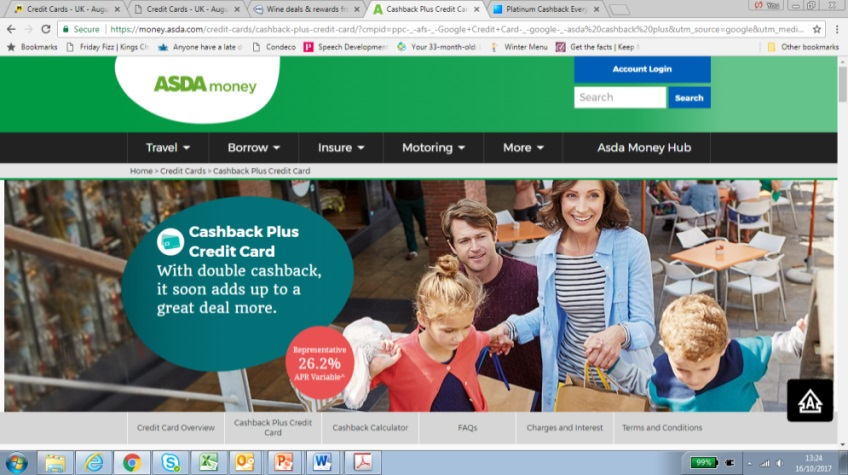 Credit Cards - UK - Augu
Credit Cards - UK - Augu
Wine deals & rewards fr
Cashback Plus Credit Car
Platinum Cashback Every
Secure
https://money.asda.com/credit-cards/cashback-plus-credit-card/?cmpid=ppc-_-afs-_-Google+Credit+Card-_-google-_-asda%20cashback%20plus&utm_source=google&utm_medi...
Bookmarks
Friday Fizz | Kings C
Anyone have a late d
Condeco
Speech Development
Google
Your 33-month-old:
Winter Menu
Get the facts | Keep
Other bookmarks
ASDA money
Account Login
Search
Search
Travel
Borrow
Insure
Motoring
More
Asda Money Hub
Home > Credit Cards > Cashback Plus Credit Card
Cashback Plus
Credit Card
With double cashback,
it soon adds up to a
great deal more.
Representative
26.2%
APR Variable^
Credit Card Overview
Cashback Plus Credit
Card
Cashback Calculator
FAQs
Charges and Interest
Terms and Conditions
99%
13:24
16/10/2017